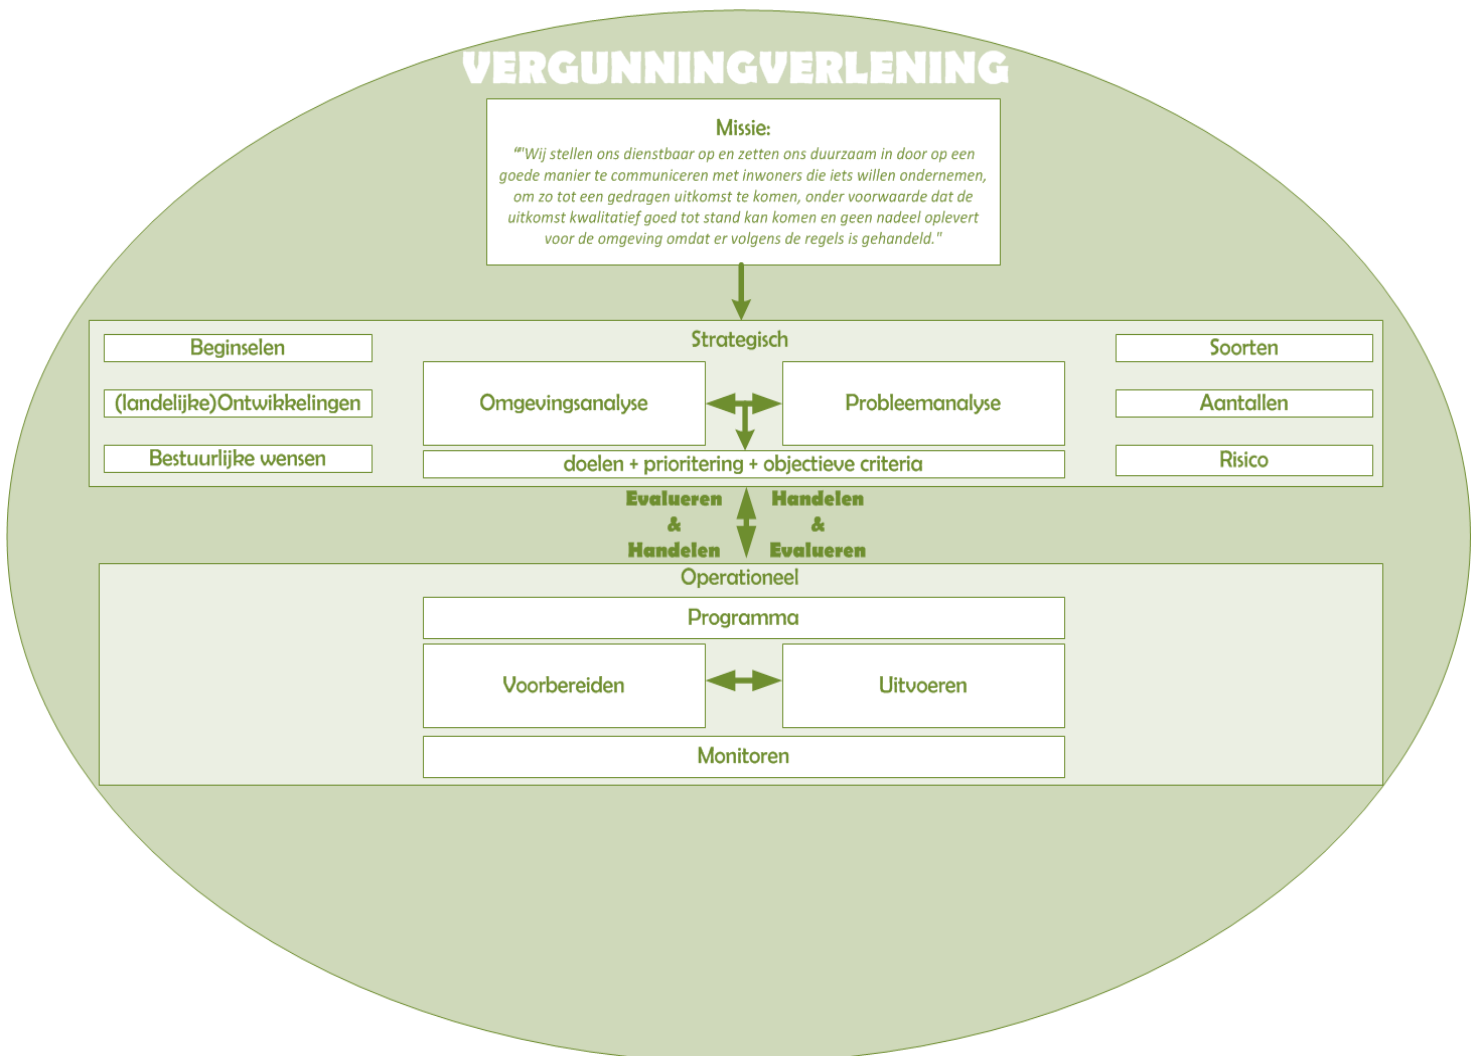 VERGUNNINGVERLENING
Missie:
“"Wij stellen ons dienstbaar op en zetten ons duurzaam in door op een
goede manier te communiceren met inwoners die iets willen ondernemen,
om zo tot een gedragen uitkomst te komen, onder voorwaarde dat de
uitkomst kwalitatief goed tot stand kan komen en geen nadeel oplevert
voor de omgeving omdat er volgens de regels is gehandeld."
Strategisch
Beginselen
(landelijke)Ontwikkelingen
Bestuurlijke wensen
Omgevingsanalyse
Probleemanalyse
doelen + prioritering + objectieve criteria
Soorten
Aantallen
Risico
Evalueren
&
Handelen
Handelen
&
Evalueren
Operationeel
Programma
Voorbereiden
Uitvoeren
Monitoren